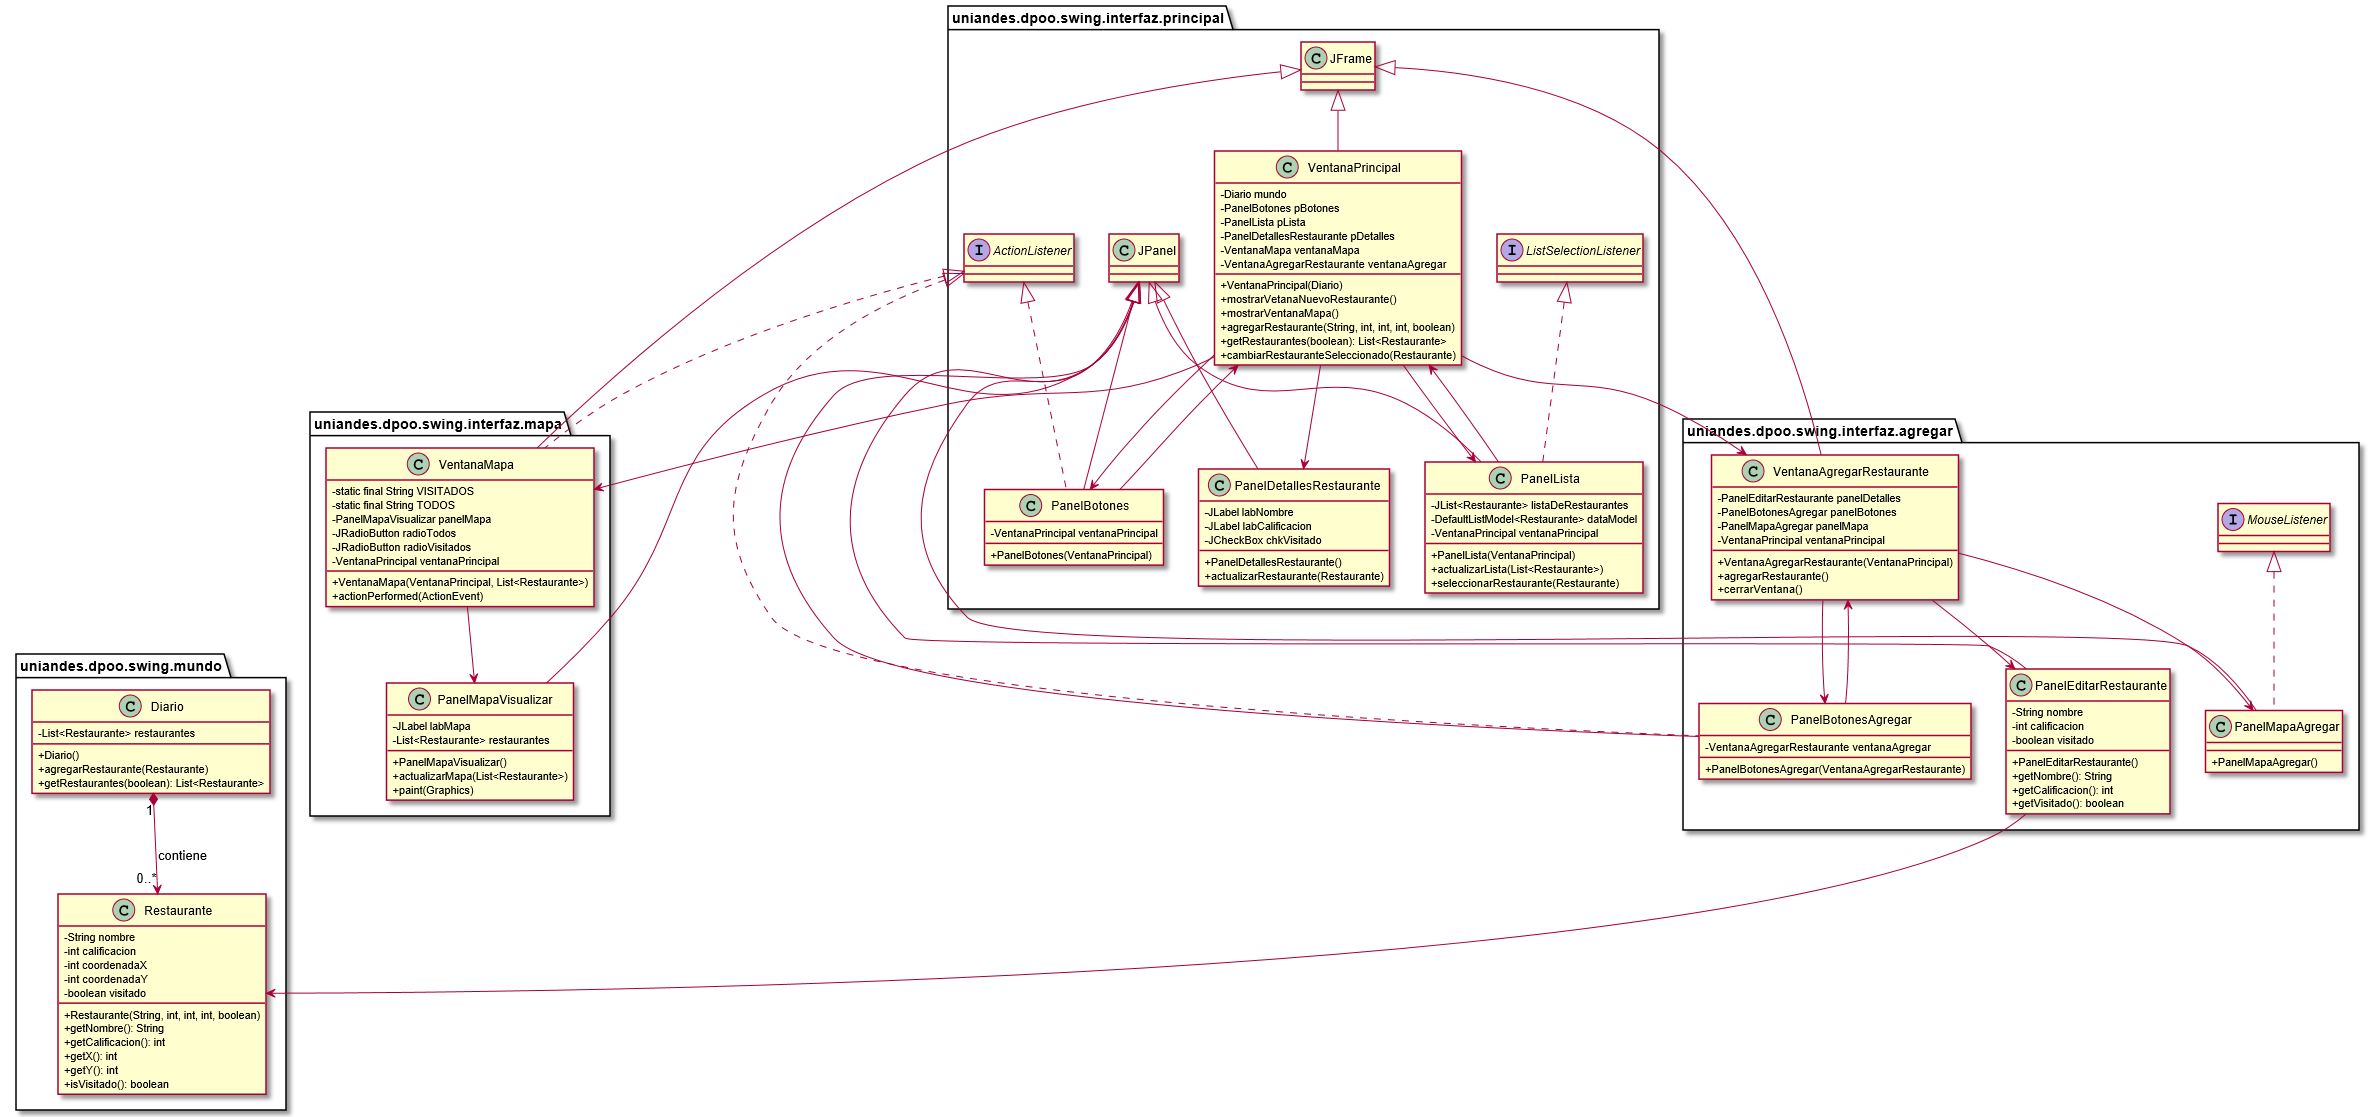 uniandes.dpoo.swing.interfaz.principal
C JFrame
C VentanaPrincipal
-Diario mundo
-PanelBotones pBotones
-PanelLista pLista
-PanelDetallesRestaurante pDetalles
-VentanaMapa ventanaMapa
-VentanaAgregarRestaurante ventanaAgregar
+VentanaPrincipal(Diario)
+mostrarVetanaNuevoRestaurante()
+mostrarVentanaMapa()
+agregarRestaurante(String, int, int, int, boolean)
+getRestaurantes(boolean): List<Restaurante>
+cambiarRestauranteSeleccionado(Restaurante)
I ActionListener
C JPanel
I ListSelectionListener
C PanelBotones
-VentanaPrincipal ventanaPrincipal
+PanelBotones(VentanaPrincipal)
C PanelDetallesRestaurante
-JLabel labNombre
-JLabel labCalificacion
-JCheckBox chkVisitado
+PanelDetallesRestaurante()
+actualizarRestaurante(Restaurante)
C PanelLista
-JList<Restaurante> listaDeRestaurantes
-DefaultListModel<Restaurante> dataModel
-VentanaPrincipal ventanaPrincipal
+PanelLista(VentanaPrincipal)
+actualizarLista(List<Restaurante>)
+seleccionarRestaurante(Restaurante)
uniandes.dpoo.swing.interfaz.mapa
C VentanaMapa
-static final String VISITADOS
-static final String TODOS
-PanelMapaVisualizar panelMapa
-JRadioButton radioTodos
-JRadioButton radioVisitados
-VentanaPrincipal ventanaPrincipal
+VentanaMapa(VentanaPrincipal, List<Restaurante>)
+actionPerformed(ActionEvent)
C PanelMapaVisualizar
-JLabel labMapa
-List<Restaurante> restaurantes
+PanelMapaVisualizar()
+actualizarMapa(List<Restaurante>)
+paint(Graphics)
uniandes.dpoo.swing.interfaz.agregar
C VentanaAgregarRestaurante
-PanelEditarRestaurante panelDetalles
-PanelBotonesAgregar panelBotones
-PanelMapaAgregar panelMapa
-VentanaPrincipal ventanaPrincipal
+VentanaAgregarRestaurante(VentanaPrincipal)
+agregarRestaurante()
+cerrarVentana()
I MouseListener
C PanelBotonesAgregar
-VentanaAgregarRestaurante ventanaAgregar
+PanelBotonesAgregar(VentanaAgregarRestaurante)
C PanelEditarRestaurante
-String nombre
-int calificacion
-boolean visitado
+PanelEditarRestaurante()
+getNombre(): String
+getCalificacion(): int
+getVisitado(): boolean
C PanelMapaAgregar
+PanelMapaAgregar()
uniandes.dpoo.swing.mundo
C Diario
-List<Restaurante> restaurantes
+Diario()
+agregarRestaurante(Restaurante)
+getRestaurantes(boolean): List<Restaurante>
1
contiene
0..*
C Restaurante
-String nombre
-int calificacion
-int coordenadaX
-int coordenadaY
-boolean visitado
+Restaurante(String, int, int, int, boolean)
+getNombre(): String
+getCalificacion(): int
+getX(): int
+getY(): int
+isVisitado(): boolean